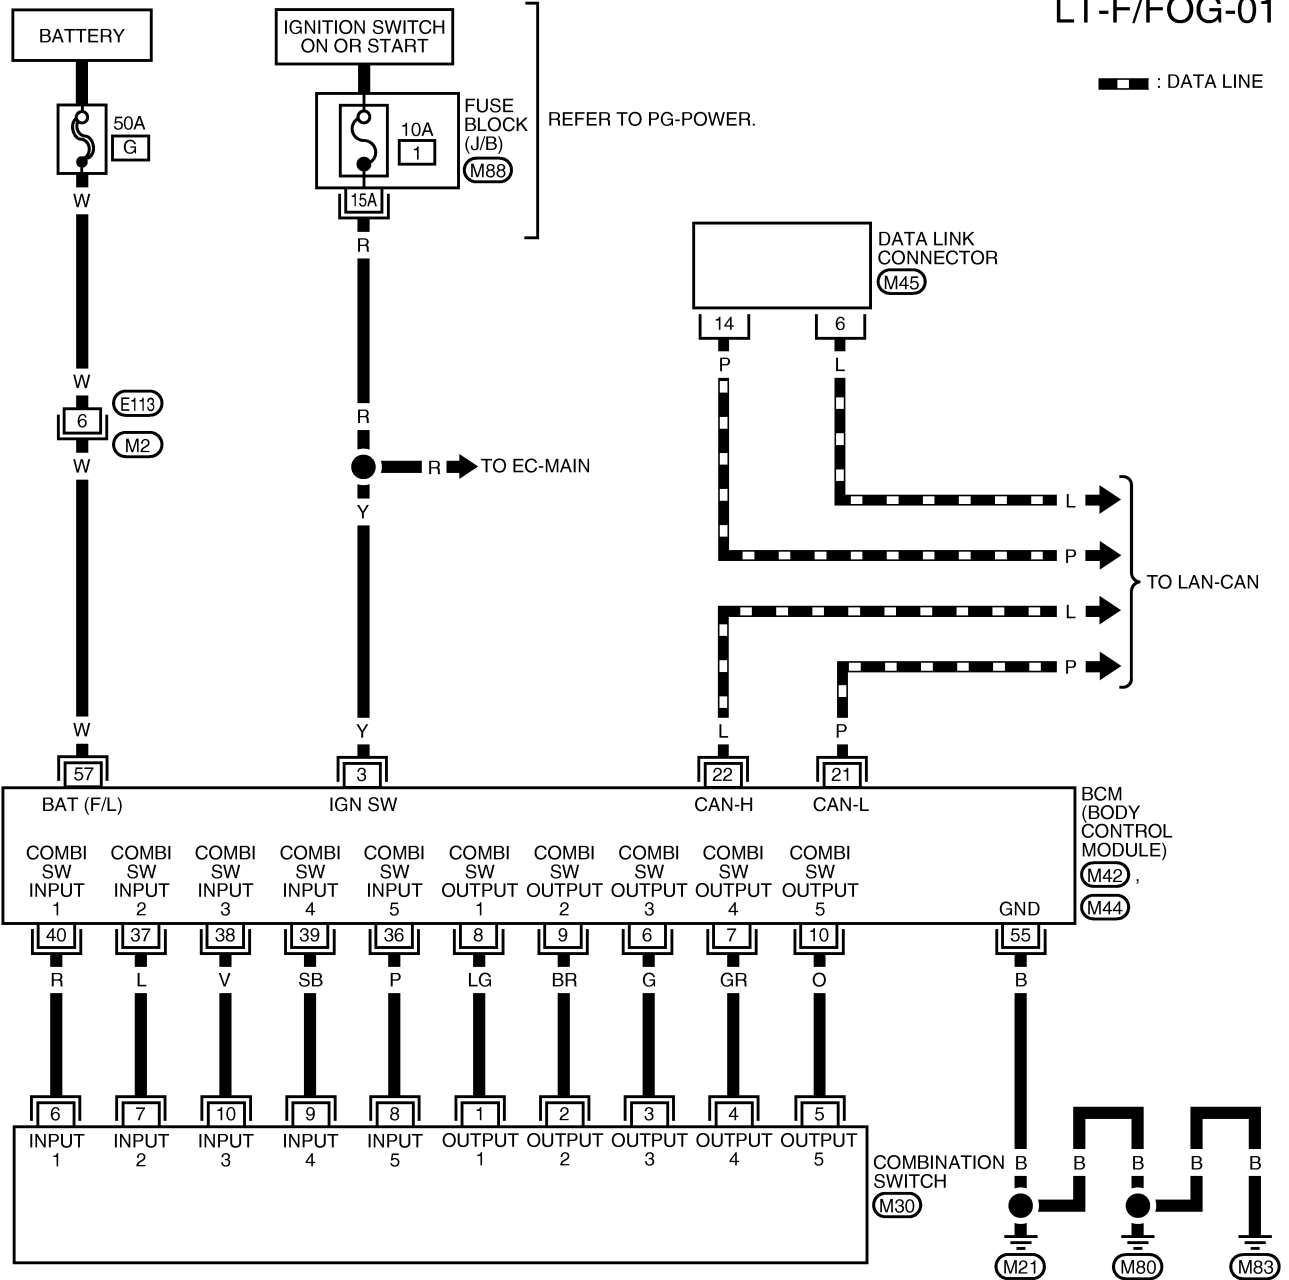 LT-F/FOG-01
BATTERY
IGNITION SWITCH
ON OR START
: DATA LINE
50A
G
10A
1
FUSE
BLOCK
(J/B)
M88
REFER TO PG-POWER.
W
15A
R
DATA LINK
CONNECTOR
M45
14
6
P
L
W
E113
6
M2
W
R
R
TO EC-MAIN
Y
L
P
L
P
TO LAN-CAN
W
Y
L
P
57
3
22
21
BAT (F/L)
IGN SW
CAN-H
CAN-L
BCM
(BODY
CONTROL
MODULE)
M42 ,
M44
COMBI
SW
INPUT
1
COMBI
SW
INPUT
2
COMBI
SW
INPUT
3
COMBI
SW
INPUT
4
COMBI
SW
INPUT
5
COMBI
SW
OUTPUT
1
COMBI
SW
OUTPUT
2
COMBI
SW
OUTPUT
3
COMBI
SW
OUTPUT
4
COMBI
SW
OUTPUT
5
GND
40
37
38
39
36
8
9
6
7
10
55
R
L
V
SB
P
LG
BR
G
GR
O
B
6
7
10
9
8
1
2
3
4
5
INPUT
1
INPUT
2
INPUT
3
INPUT
4
INPUT
5
OUTPUT
1
OUTPUT
2
OUTPUT
3
OUTPUT
4
OUTPUT
5
COMBINATION
SWITCH
M30
B
B
B
B
B
M21
M80
M83